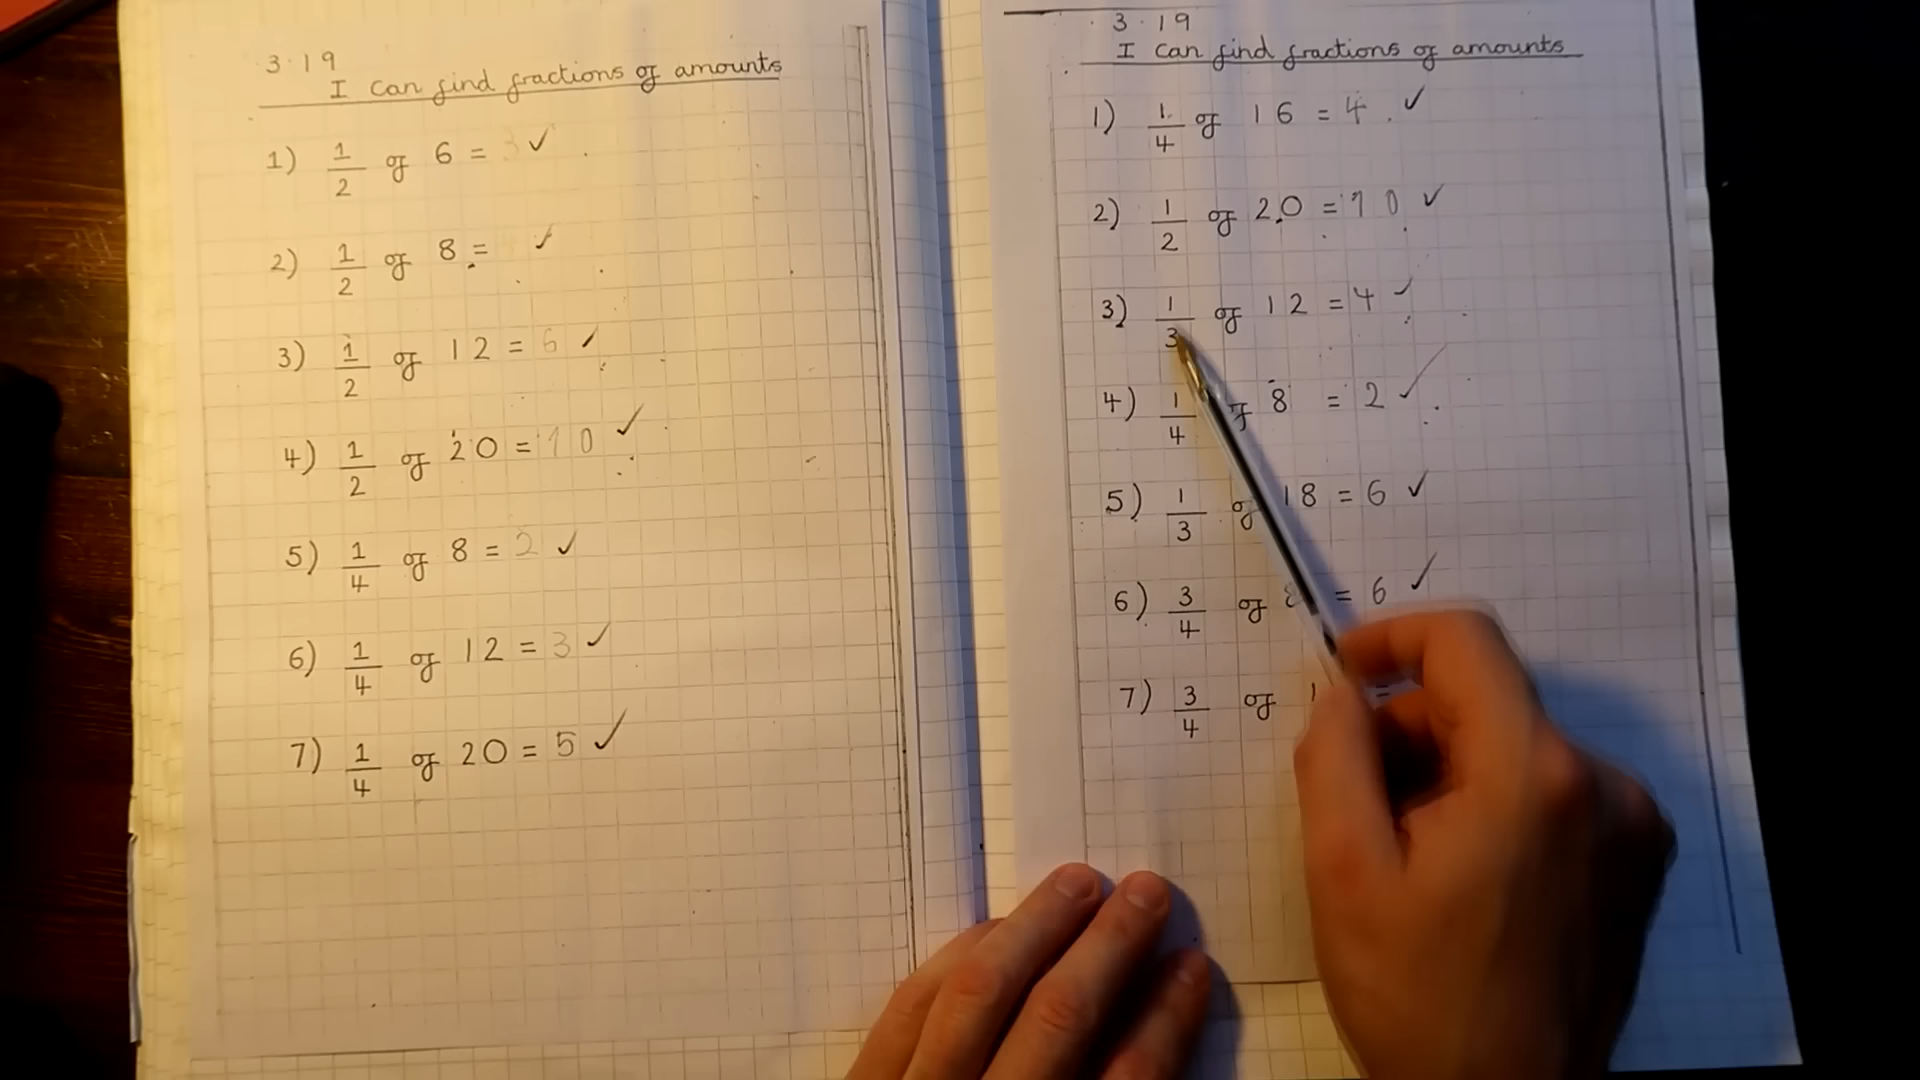 3.19
I can find fractions of amounts
1) 1/2 of 6 = 3 ✓
2) 1/2 of 8 = ✓
3) 1/2 of 12 = 6 ✓
4) 1/2 of 20 = 10 ✓
5) 1/4 of 8 = 2 ✓
6) 1/4 of 12 = 3 ✓
7) 1/4 of 20 = 5 ✓
3.19
I can find fractions of amounts
1) 1/4 of 16 = 4 ✓
2) 1/2 of 20 = 10 ✓
3) 1/3 of 12 = 4 ✓
4) 1/4 of 8 = 2 ✓
5) 1/3 of 18 = 6 ✓
6) 3/4 of = 6 ✓
7) 3/4 of =